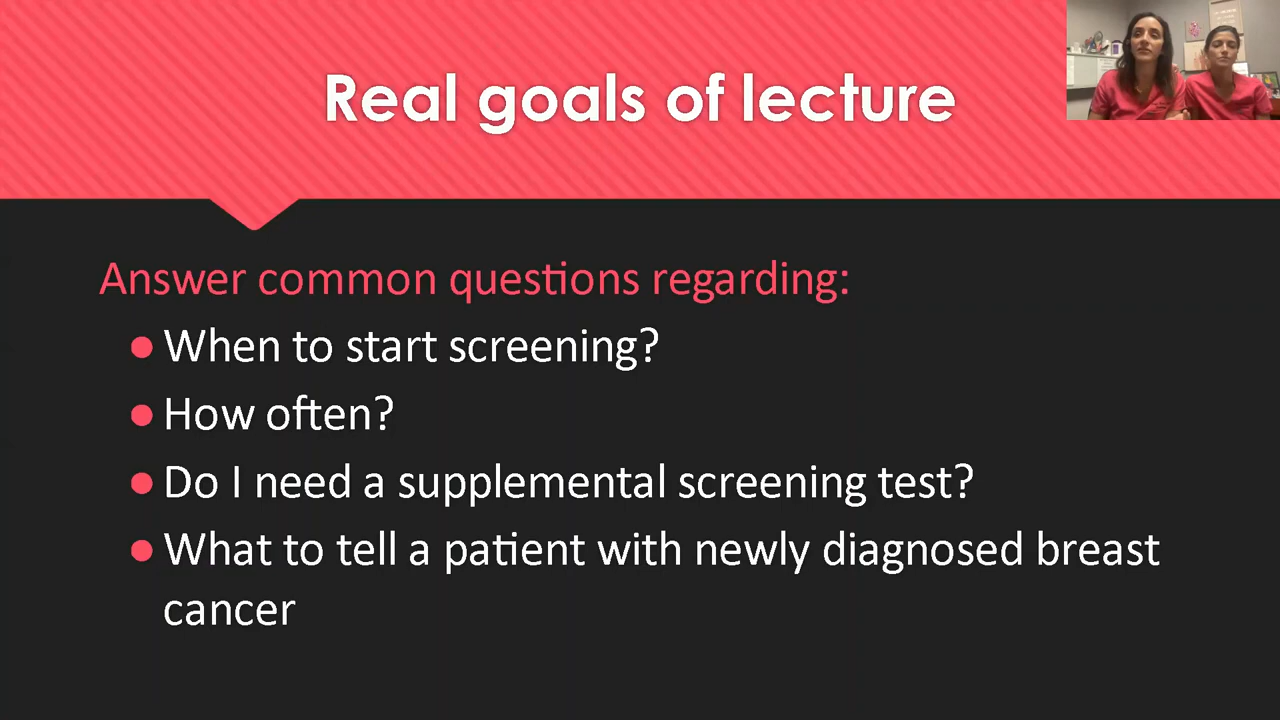 Real goals of lecture
Answer common questions regarding:
When to start screening?
How often?
Do I need a supplemental screening test?
What to tell a patient with newly diagnosed breast
cancer